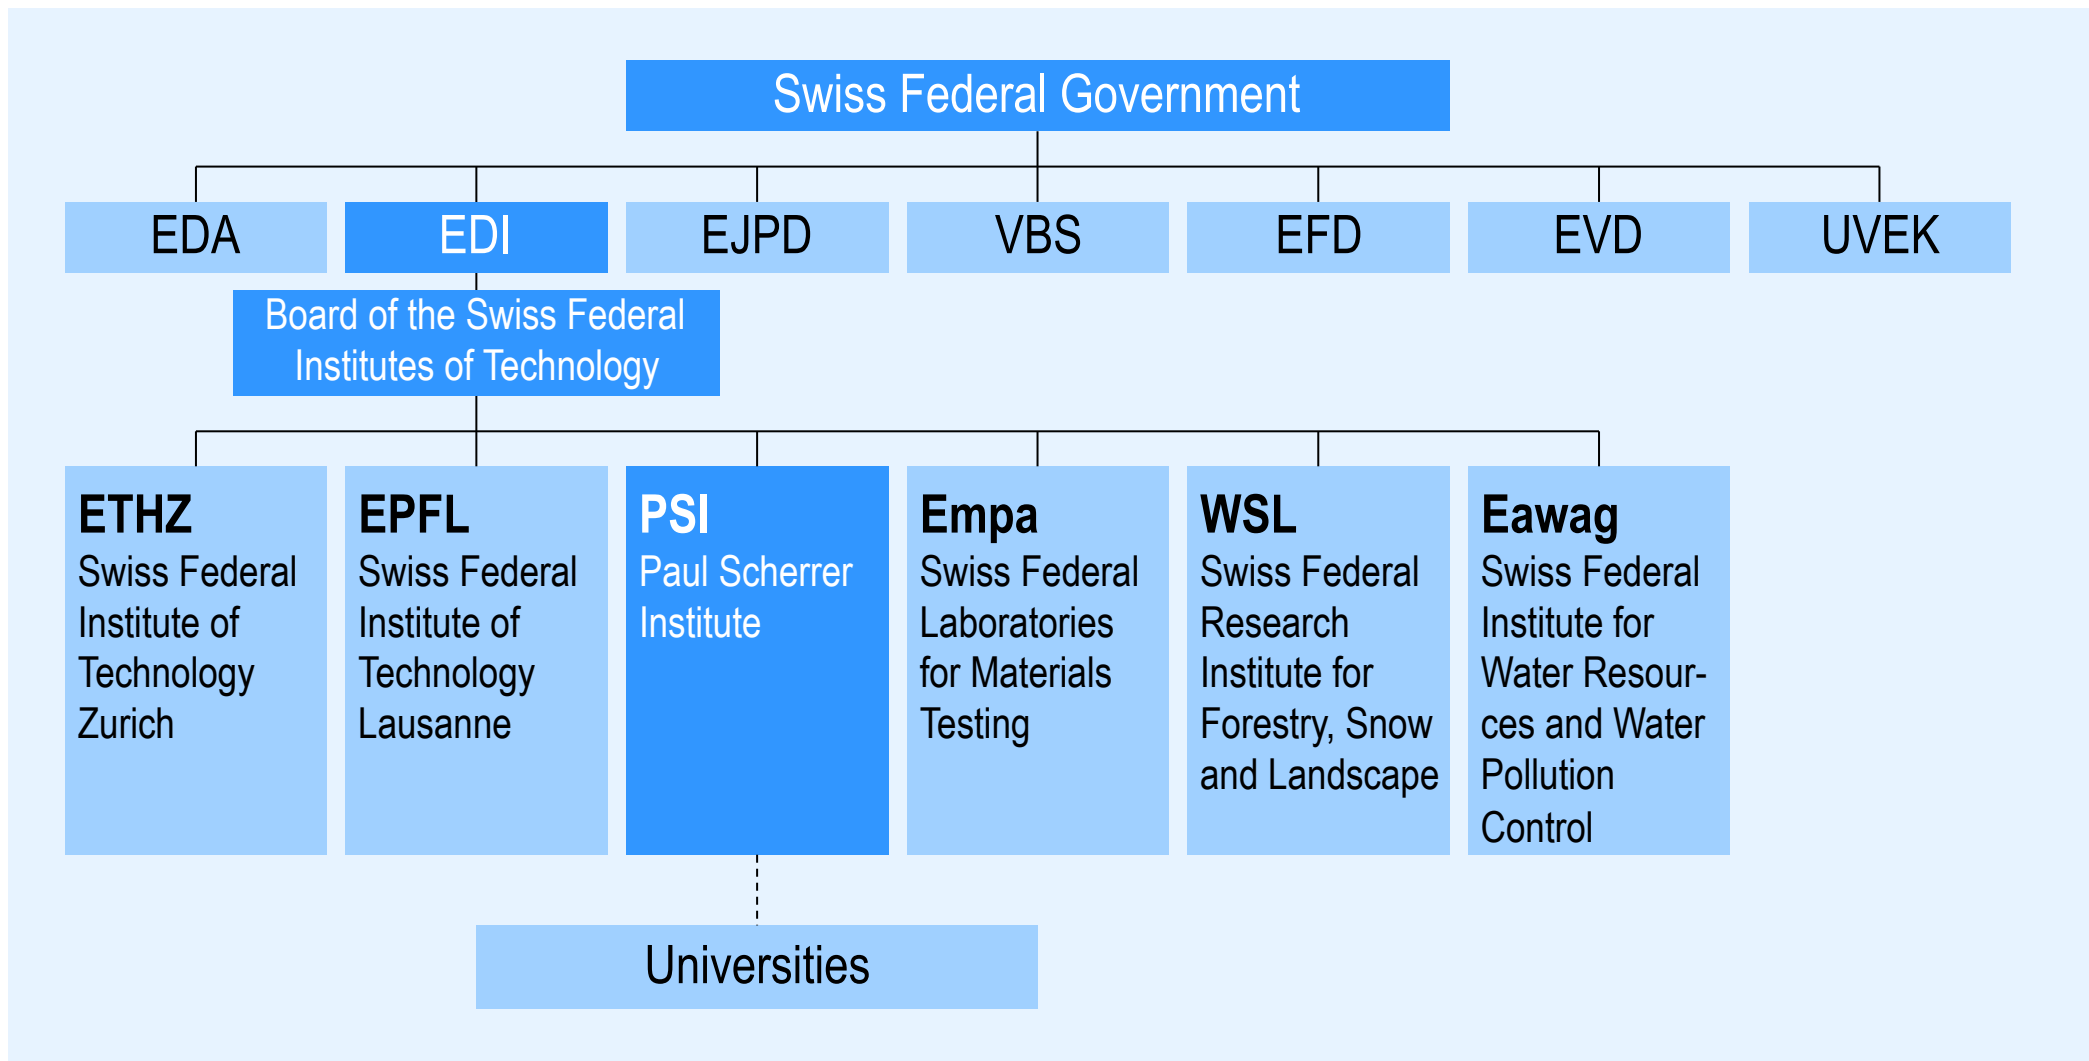 Swiss Federal Government
EDA
EDI
EJPD
VBS
EFD
EVD
UVEK
Board of the Swiss Federal
Institutes of Technology
ETHZ
Swiss Federal
Institute of
Technology
Zurich
EPFL
Swiss Federal
Institute of
Technology
Lausanne
PSI
Paul Scherrer
Institute
Empa
Swiss Federal
Laboratories
for Materials
Testing
WSL
Swiss Federal
Research
Institute for
Forestry, Snow
and Landscape
Eawag
Swiss Federal
Institute for
Water Resour-
ces and Water
Pollution
Control
Universities